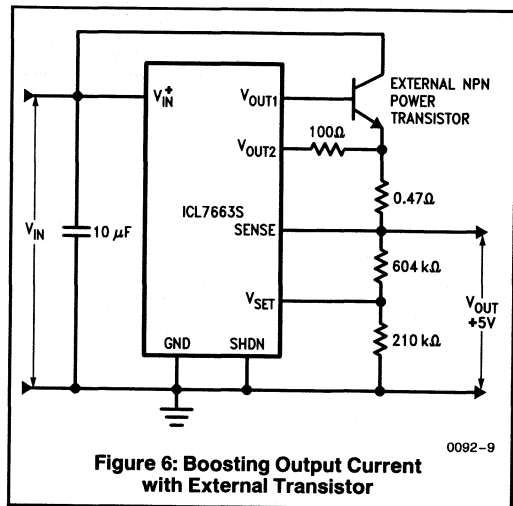 V+IN
VOUT1
EXTERNAL NPN
POWER
TRANSISTOR
100Ω
VOUT2
0.47Ω
ICL7663S
VIN
10 μF
SENSE
604 kΩ
VSET
VOUT
+5V
210 kΩ
GND
SHDN
0092–9
Figure 6: Boosting Output Current
with External Transistor